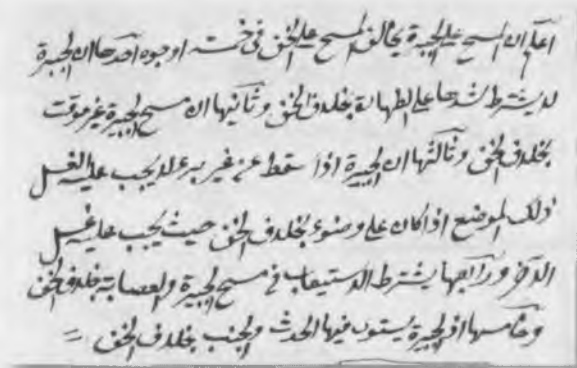 اعلم ان المسح على الجبيرة يخالف المسح على الخف في خمسة اوجوه احدها ان الجبيرة
لا يشترط شدها على الطهارة بخلاف الخف وثانيها ان مسح الجبيرة غير موقت
بخلاف الخف وثالثها ان الجبيرة اذا سقط عن غير برء لا يجب عليه الغسل
ذلك الموضع اذا كان على وضوء بخلاف الخف حيث يجب عليه غسل
الاخر ورابعها يشترط الاستيعاب في مسح الجبيرة والعصابة بخلاف الخف
وخامسها ان الجبيرة يستوي فيها الحدث والجنب بخلاف الخف